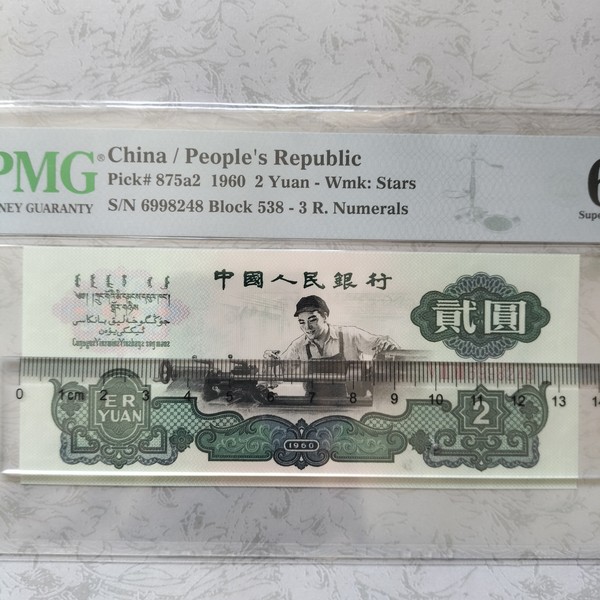 PMG® China / People's Republic
Pick# 875a2 1960 2 Yuan - Wmk: Stars
NEY GUARANTY S/N 6998248 Block 538 - 3 R. Numerals
中國人民銀行
貳圓
0 1cm 2 3 4 5 6 7 8 9 10 11 12 13
ER
YUAN
2
1960